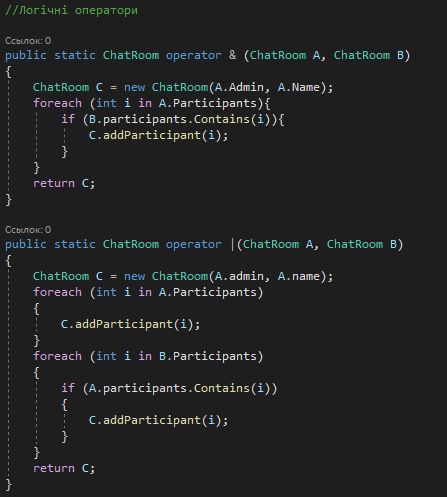 //Логічні оператори
Ссылок: 0
public static ChatRoom operator & (ChatRoom A, ChatRoom B)
{
ChatRoom C = new ChatRoom(A.Admin, A.Name);
foreach (int i in A.Participants){
if (B.participants.Contains(i)){
C.addParticipant(i);
}
}
return C;
}
Ссылок: 0
public static ChatRoom operator |(ChatRoom A, ChatRoom B)
{
ChatRoom C = new ChatRoom(A.admin, A.name);
foreach (int i in A.Participants)
{
C.addParticipant(i);
}
foreach (int i in B.Participants)
{
if (A.participants.Contains(i))
{
C.addParticipant(i);
}
}
return C;
}